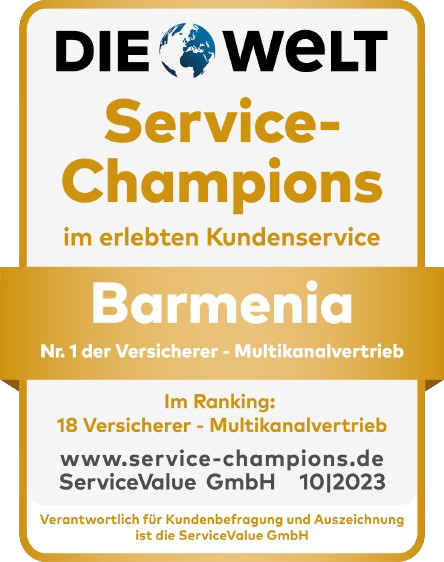 DIE WELT
Service-
Champions
im erlebten Kundenservice
Barmenia
Nr. 1 der Versicherer - Multikanalvertrieb
Im Ranking:
18 Versicherer - Multikanalvertrieb
www.service-champions.de
ServiceValue GmbH 10|2023
Verantwortlich für Kundenbefragung und Auszeichnung
ist die ServiceValue GmbH